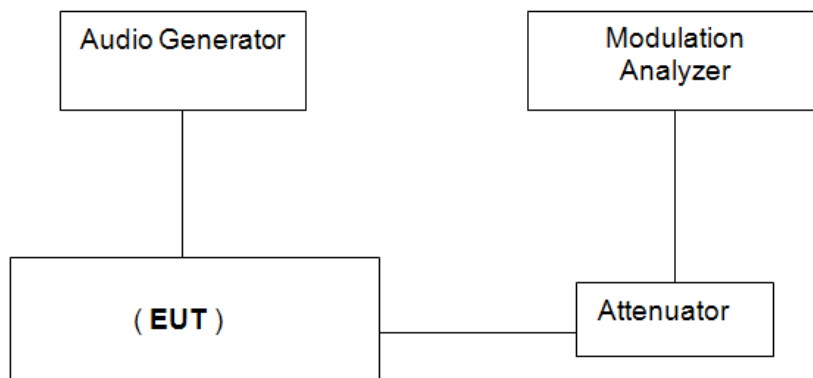 Audio Generator
Modulation
Analyzer
( EUT )
Attenuator